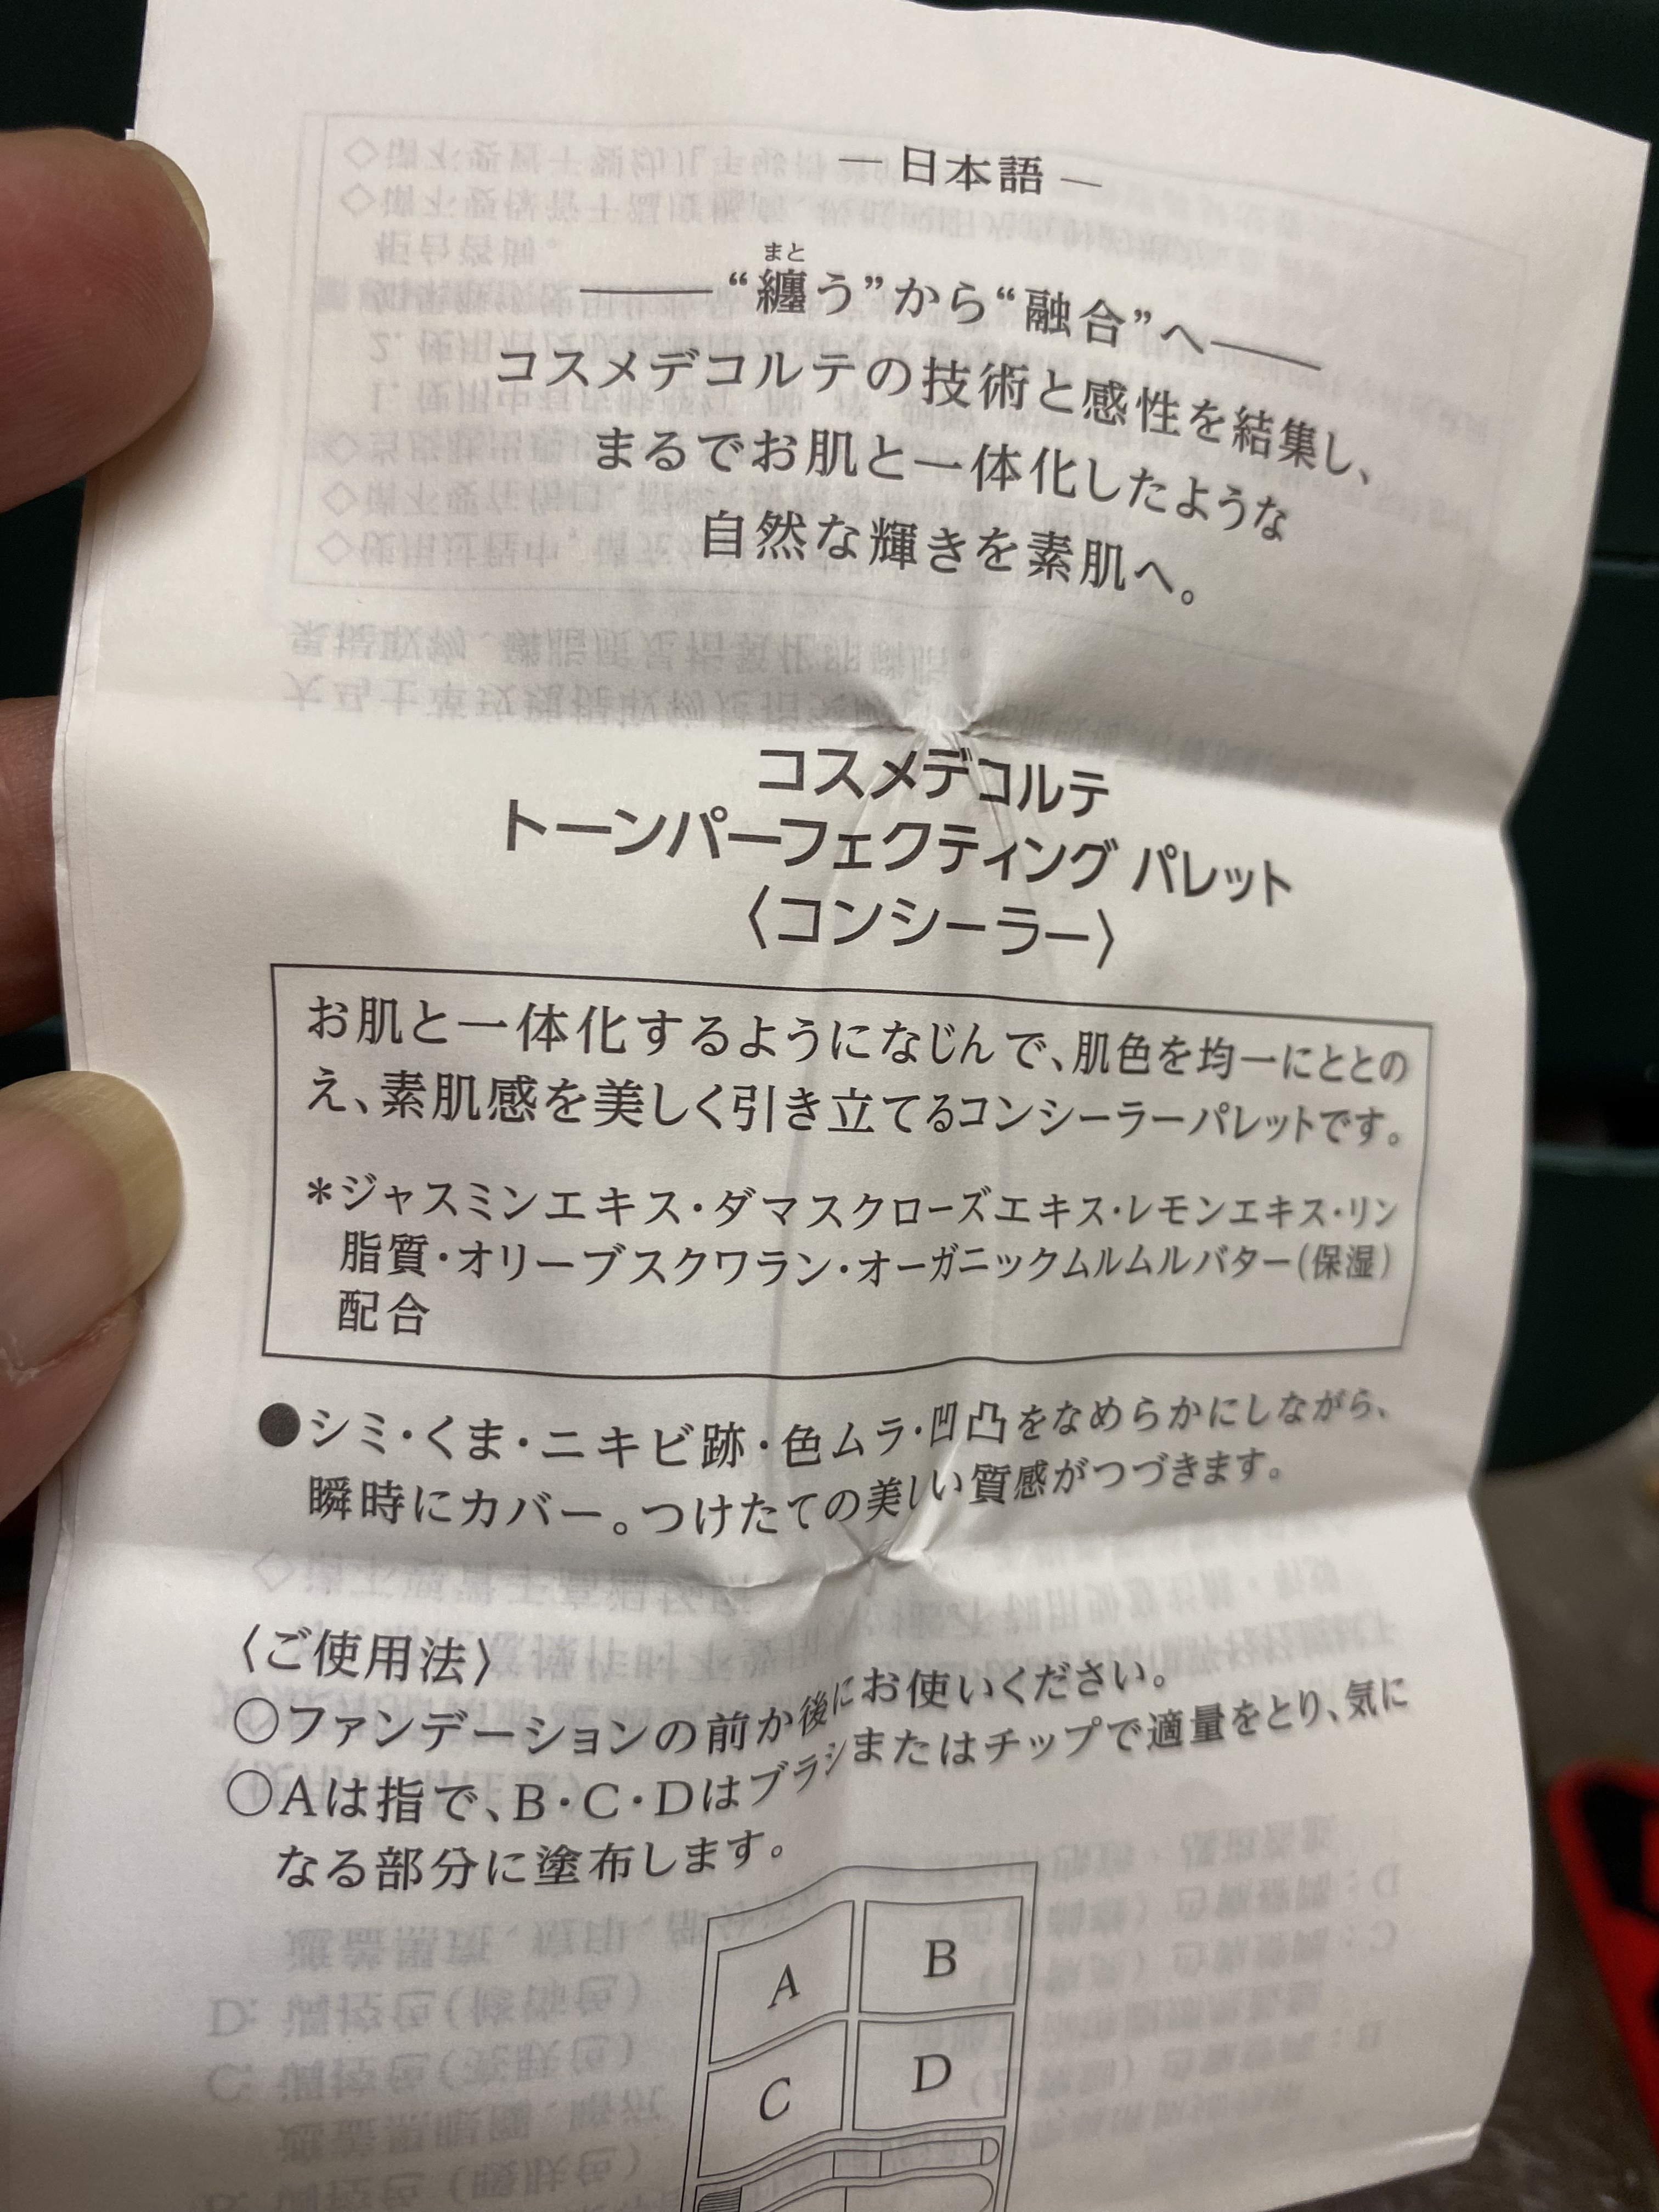 — 日本語 —
まと
——“纏う”から“融合”へ——
コスメデコルテの技術と感性を結集し、
まるでお肌と一体化したような
自然な輝きを素肌へ。
コスメデコルテ
トーンパーフェクティング パレット
〈コンシーラー〉
お肌と一体化するようになじんで、肌色を均一にととの
え、素肌感を美しく引き立てるコンシーラーパレットです。
＊ジャスミンエキス・ダマスクローズエキス・レモンエキス・リン
脂質・オリーブスクワラン・オーガニックムルムルバター(保湿)
配合
●シミ・くま・ニキビ跡・色ムラ・凹凸をなめらかにしながら、
瞬時にカバー。つけたての美しい質感がつづきます。
〈ご使用法〉
○ファンデーションの前か後にお使いください。
○Aは指で、B・C・Dはブラシまたはチップで適量をとり、気に
なる部分に塗布します。
A
B
C
D